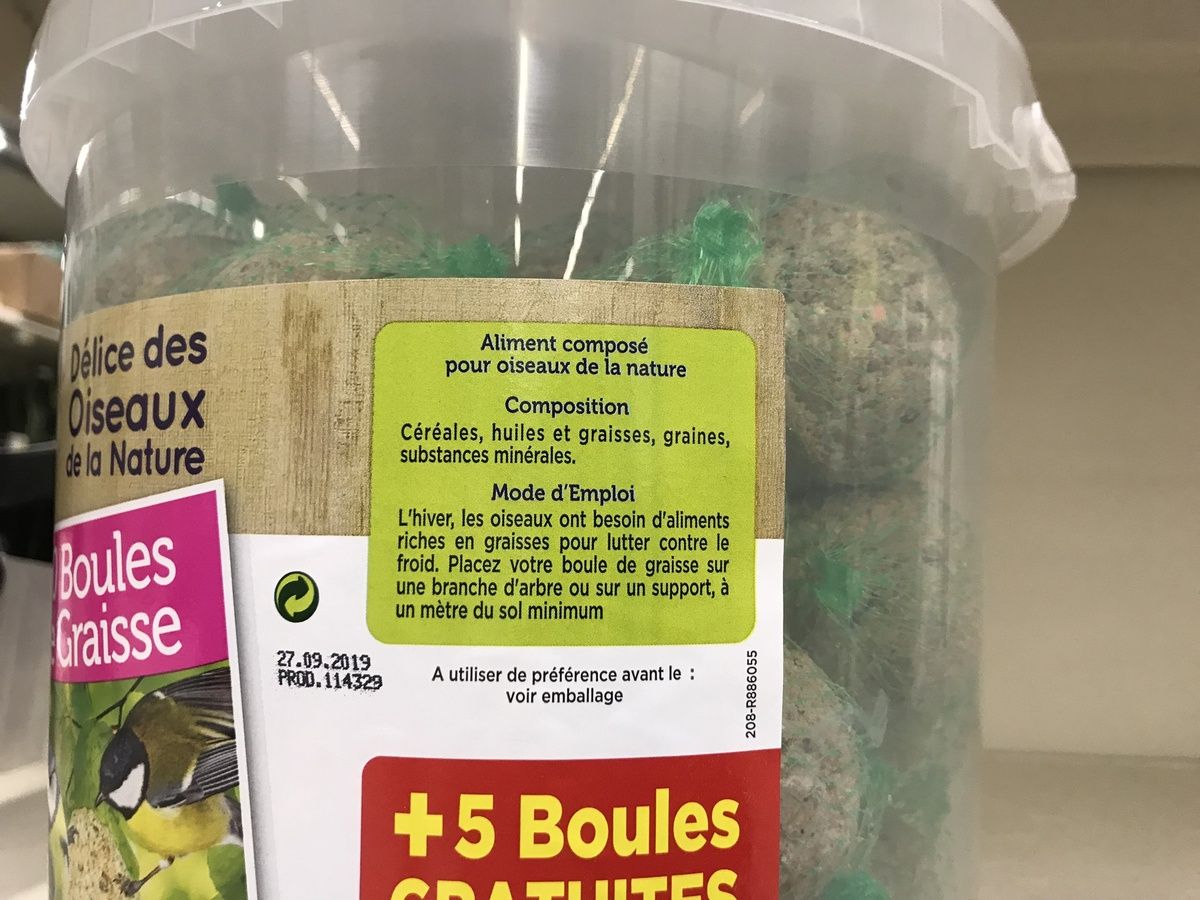 Délice des
Oiseaux
de la Nature
Boules
Graisse
Aliment composé
pour oiseaux de la nature
Composition
Céréales, huiles et graisses, graines,
substances minérales.
Mode d'Emploi
L'hiver, les oiseaux ont besoin d'aliments
riches en graisses pour lutter contre le
froid. Placez votre boule de graisse sur
une branche d'arbre ou sur un support, à
un mètre du sol minimum
27.09.2019
PROD.114329
A utiliser de préférence avant le :
voir emballage
208-R886055
+5 Boules
GRATUITES